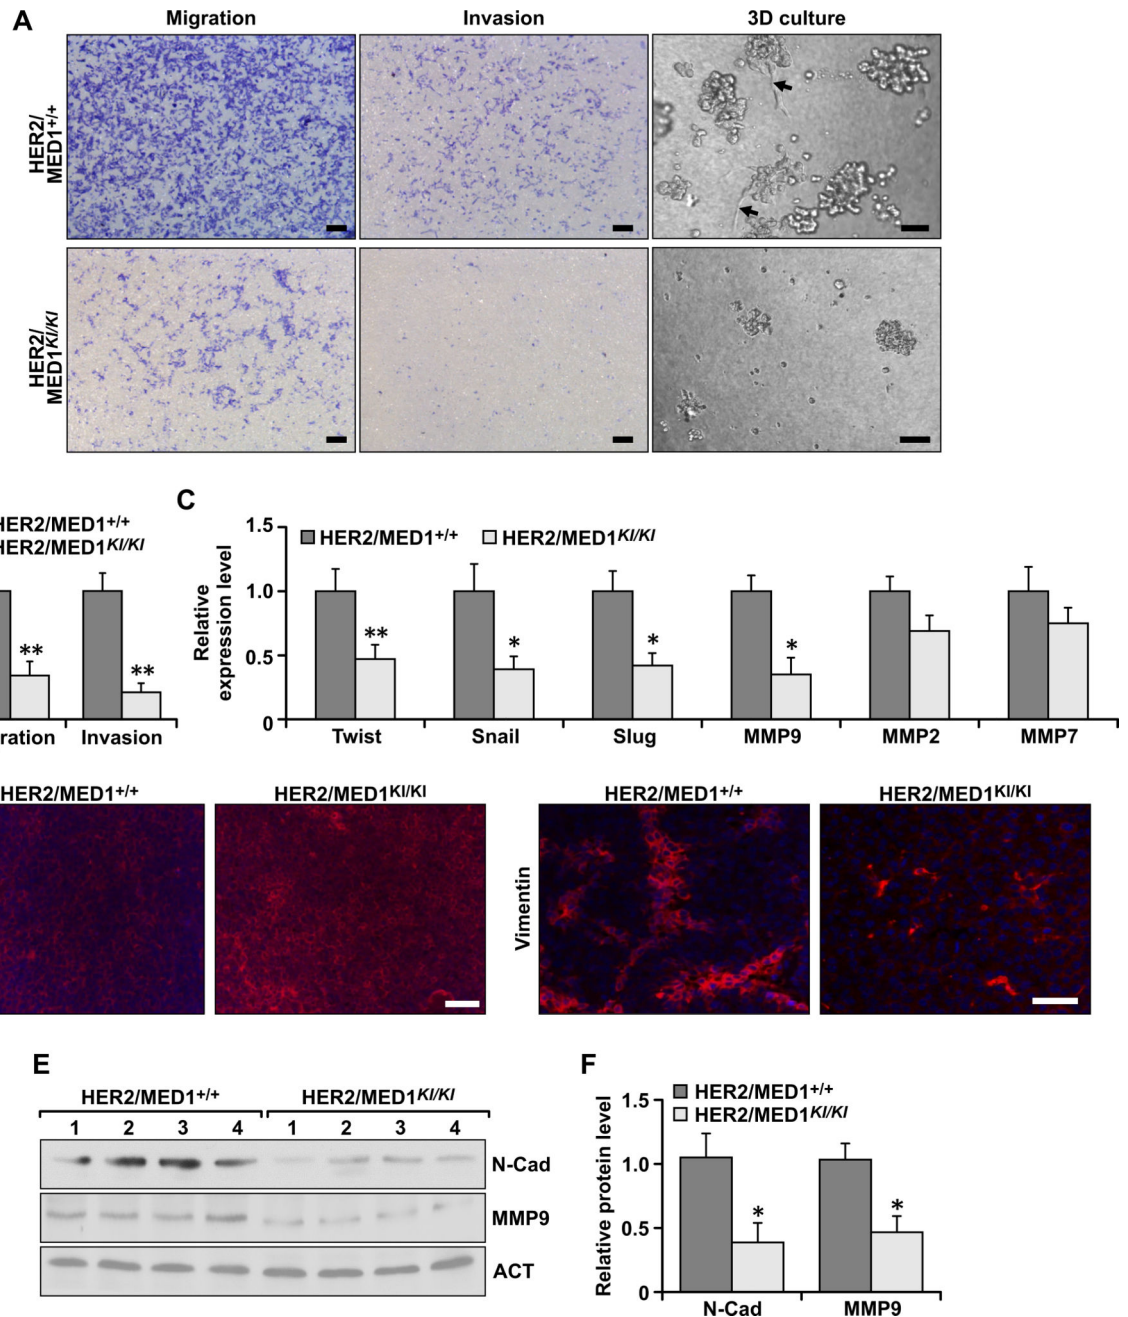 A
Migration
Invasion
3D culture
HER2/
MED1+/+
HER2/
MED1KI/KI
HER2/MED1+/+
HER2/MED1KI/KI
**
**
ration
Invasion
C
HER2/MED1+/+
HER2/MED1KI/KI
Relative
expression level
1.5
1.0
0.5
0
**
*
*
*
Twist
Snail
Slug
MMP9
MMP2
MMP7
HER2/MED1+/+
HER2/MED1KI/KI
HER2/MED1+/+
HER2/MED1KI/KI
Vimentin
E
HER2/MED1+/+
HER2/MED1KI/KI
1 2 3 4 1 2 3 4
N-Cad
MMP9
ACT
F
HER2/MED1+/+
HER2/MED1KI/KI
Relative protein level
1.5
1.0
0.5
0
*
*
N-Cad
MMP9